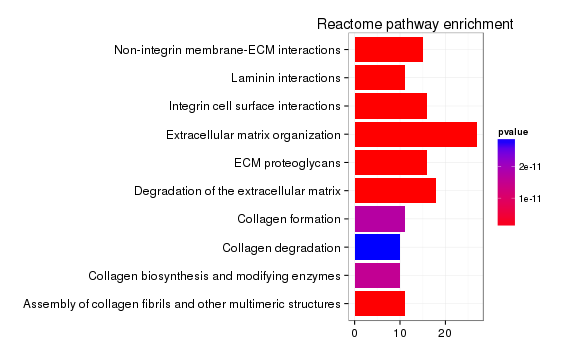 Reactome pathway enrichment
Non-integrin membrane-ECM interactions
Laminin interactions
Integrin cell surface interactions
Extracellular matrix organization
ECM proteoglycans
Degradation of the extracellular matrix
Collagen formation
Collagen degradation
Collagen biosynthesis and modifying enzymes
Assembly of collagen fibrils and other multimeric structures
0 10 20
pvalue
2e-11
1e-11